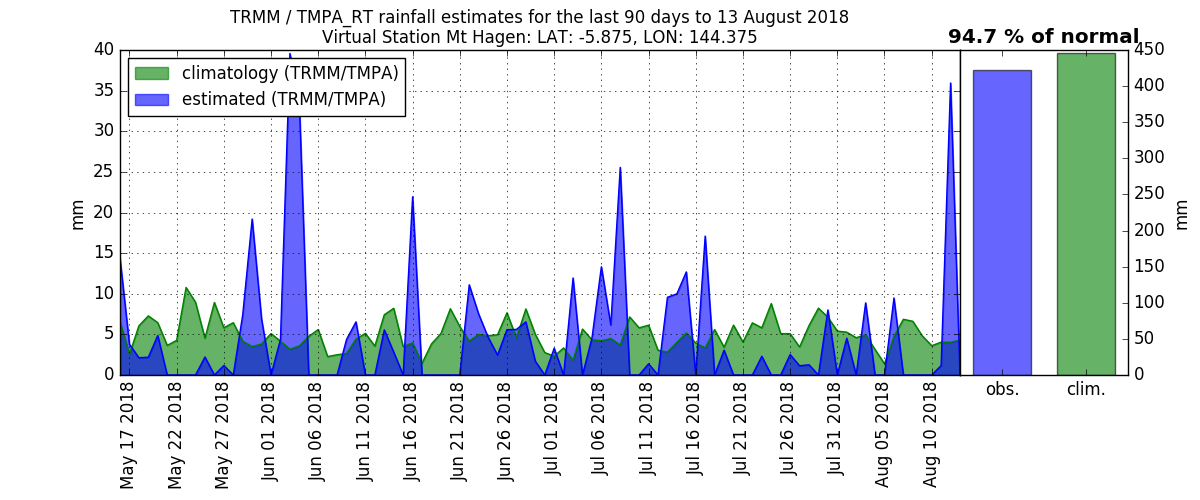 TRMM / TMPA_RT rainfall estimates for the last 90 days to 13 August 2018
Virtual Station Mt Hagen: LAT: -5.875, LON: 144.375
94.7 % of normal
climatology (TRMM/TMPA)
estimated (TRMM/TMPA)
40
35
30
25
20
15
10
5
0
mm
450
400
350
300
250
200
150
100
50
0
mm
obs.
clim.
May 17 2018
May 22 2018
May 27 2018
Jun 01 2018
Jun 06 2018
Jun 11 2018
Jun 16 2018
Jun 21 2018
Jun 26 2018
Jul 01 2018
Jul 06 2018
Jul 11 2018
Jul 16 2018
Jul 21 2018
Jul 26 2018
Jul 31 2018
Aug 05 2018
Aug 10 2018